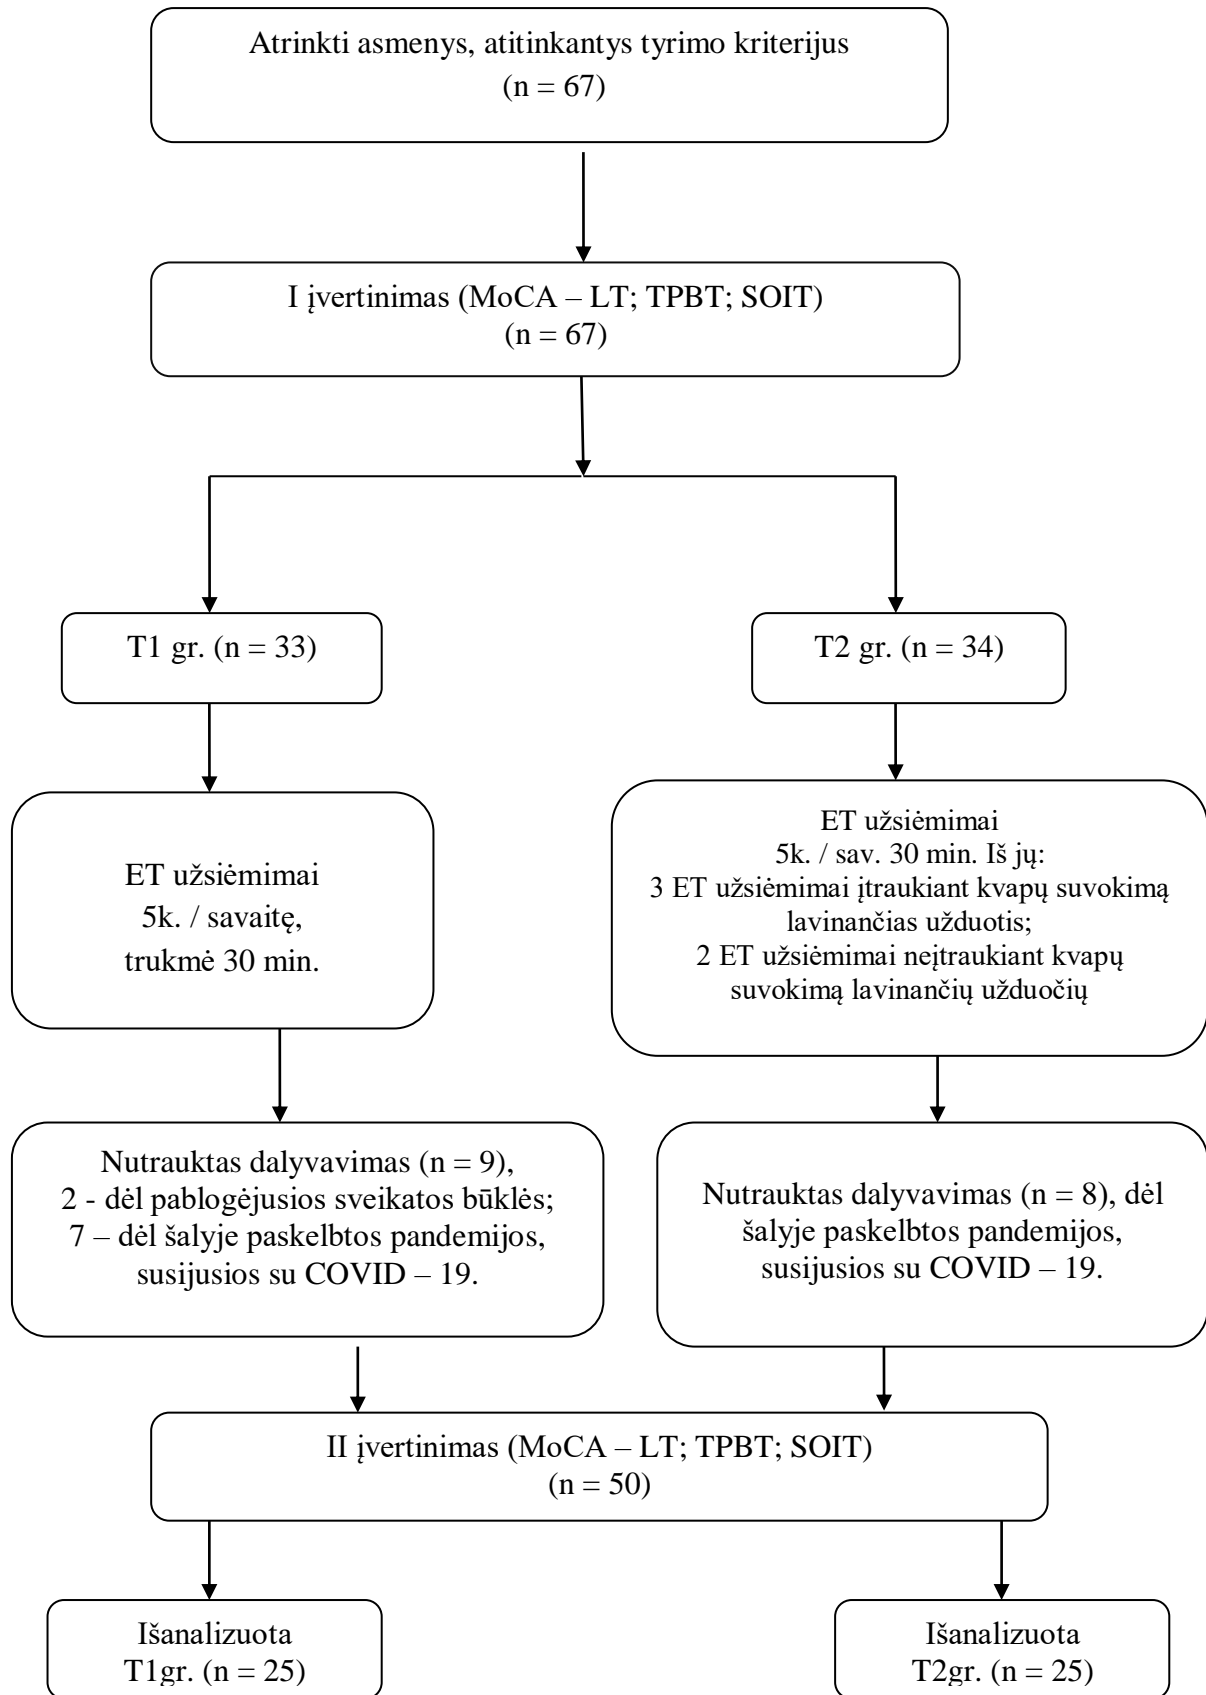 Atrinkti asmenys, atitinkantys tyrimo kriterijus
(n = 67)
I įvertinimas (MoCA – LT; TPBT; SOIT)
(n = 67)
T1 gr. (n = 33)
T2 gr. (n = 34)
ET užsiėmimai
5k. / savaitę,
trukmė 30 min.
ET užsiėmimai
5k. / sav. 30 min. Iš jų:
3 ET užsiėmimai įtraukiant kvapų suvokimą
lavinančias užduotis;
2 ET užsiėmimai neįtraukiant kvapų
suvokimą lavinančių užduočių
Nutrauktas dalyvavimas (n = 9),
2 - dėl pablogėjusios sveikatos būklės;
7 – dėl šalyje paskelbtos pandemijos,
susijusios su COVID – 19.
Nutrauktas dalyvavimas (n = 8), dėl
šalyje paskelbtos pandemijos,
susijusios su COVID – 19.
II įvertinimas (MoCA – LT; TPBT; SOIT)
(n = 50)
Išanalizuota
T1gr. (n = 25)
Išanalizuota
T2gr. (n = 25)